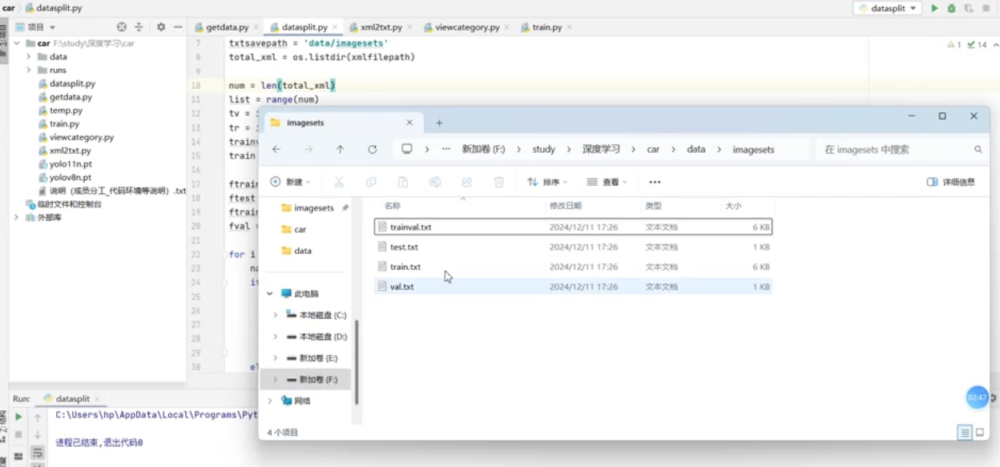 car › datasplit.py
datasplit
项目
getdata.py
datasplit.py
xml2txt.py
viewcategory.py
train.py
car F:\study\深度学习\car
data
runs
datasplit.py
getdata.py
temp.py
train.py
viewcategory.py
xml2txt.py
yolo11n.pt
yolov8n.pt
说明（成员分工_代码环境等说明）.txt
临时文件和控制台
外部库
1 14
7 txtsavepath = 'data/imagesets'
8 total_xml = os.listdir(xmlfilepath)
9
10 num = len(total_xml)
11 list = range(num)
12 tv = i
13 tr = i
14 trainv
15 train
16
17 ftrain
18 ftest
19 ftrain
20 fval =
21
22 for i
23 na
24 if
25
26
27
28
29
30 el
imagesets
新加卷 (F:) › study › 深度学习 › car › data › imagesets
在 imagesets 中搜索
新建
排序
查看
详细信息
imagesets
car
data
此电脑
本地磁盘 (C:)
本地磁盘 (D:)
新加卷 (E:)
新加卷 (F:)
网络
名称 修改日期 类型 大小
trainval.txt 2024/12/11 17:26 文本文档 6 KB
test.txt 2024/12/11 17:26 文本文档 1 KB
train.txt 2024/12/11 17:26 文本文档 6 KB
val.txt 2024/12/11 17:26 文本文档 1 KB
4 个项目
02:47
Run: datasplit
C:\Users\hp\AppData\Local\Programs\Pyt
进程已结束,退出代码0